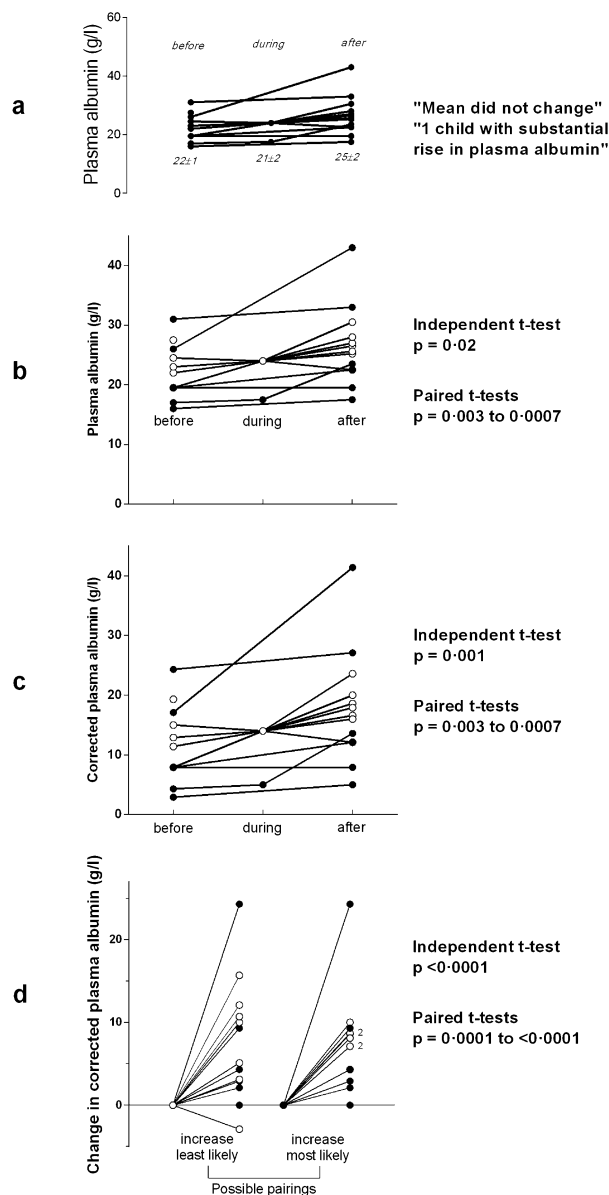 a
Plasma albumin (g/l)
60
40
20
0
before during after
22±1 21±2 25±2
"Mean did not change"
"1 child with substantial
rise in plasma albumin"
b
Plasma albumin (g/l)
40
30
20
10
0
before during after
Independent t-test
p = 0·02
Paired t-tests
p = 0·003 to 0·0007
c
Corrected plasma albumin (g/l)
40
30
20
10
0
before during after
Independent t-test
p = 0·001
Paired t-tests
p = 0·003 to 0·0007
d
Change in corrected plasma albumin (g/l)
20
10
0
2
2
increase increase
least likely most likely
Possible pairings
Independent t-test
p <0·0001
Paired t-tests
p = 0·0001 to <0·0001